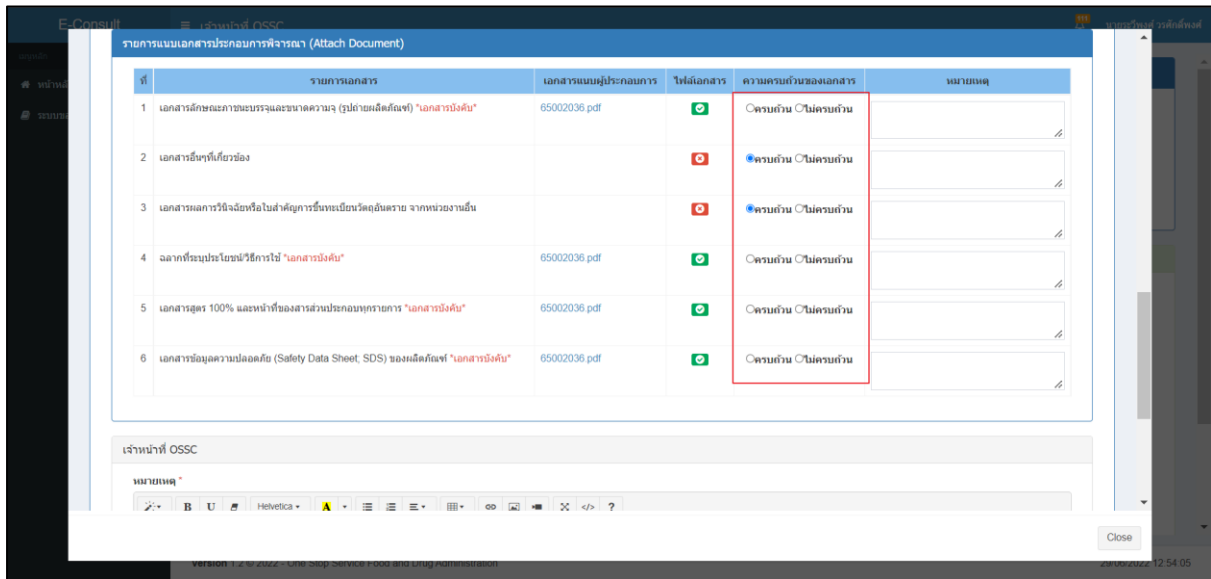 E-Consult
เจ้าหน้าที่ OSSC
รายการแนบเอกสารประกอบการพิจารณา (Attach Document)
ที่ รายการเอกสาร เอกสารแนบผู้ประกอบการ ไฟล์เอกสาร ความครบถ้วนของเอกสาร หมายเหตุ
1 เอกสารลักษณะภาชนะบรรจุและขนาดความจุ (รูปถ่ายผลิตภัณฑ์) *เอกสารบังคับ* 65002036.pdf ครบถ้วน ไม่ครบถ้วน
2 เอกสารอื่นๆที่เกี่ยวข้อง ครบถ้วน ไม่ครบถ้วน
3 เอกสารผลการวินิจฉัยหรือใบสำคัญการขึ้นทะเบียนวัตถุอันตราย จากหน่วยงานอื่น ครบถ้วน ไม่ครบถ้วน
4 ฉลากที่ระบุประโยชน์/วิธีการใช้ *เอกสารบังคับ* 65002036.pdf ครบถ้วน ไม่ครบถ้วน
5 เอกสารสูตร 100% และหน้าที่ของสารส่วนประกอบทุกรายการ *เอกสารบังคับ* 65002036.pdf ครบถ้วน ไม่ครบถ้วน
6 เอกสารข้อมูลความปลอดภัย (Safety Data Sheet; SDS) ของผลิตภัณฑ์ *เอกสารบังคับ* 65002036.pdf ครบถ้วน ไม่ครบถ้วน
เจ้าหน้าที่ OSSC
หมายเหตุ *
B U Helvetica A ?
Close
Version 1.2 © 2022 - One Stop Service Food and Drug Administration
29/06/2022 12:54:05